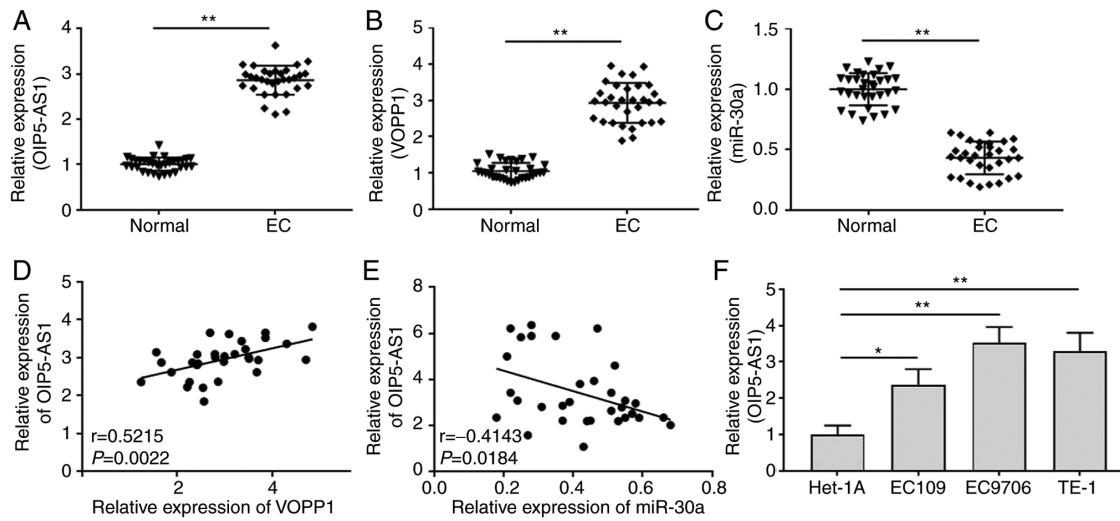 A
Relative expression
(OIP5-AS1)
5
4
3
2
1
0
**
Normal
EC
B
Relative expression
(VOPP1)
5
4
3
2
1
0
**
Normal
EC
C
Relative expression
(miR-30a)
1.5
1.0
0.5
0.0
**
Normal
EC
D
Relative expression
of OIP5-AS1
5
4
3
2
1
0
r=0.5215
P=0.0022
2
4
Relative expression of VOPP1
E
Relative expression
of OIP5-AS1
8
6
4
2
0
r=−0.4143
P=0.0184
0.0
0.2
0.4
0.6
0.8
Relative expression of miR-30a
F
Relative expression
(OIP5-AS1)
5
4
3
2
1
0
**
**
*
Het-1A
EC109
EC9706
TE-1